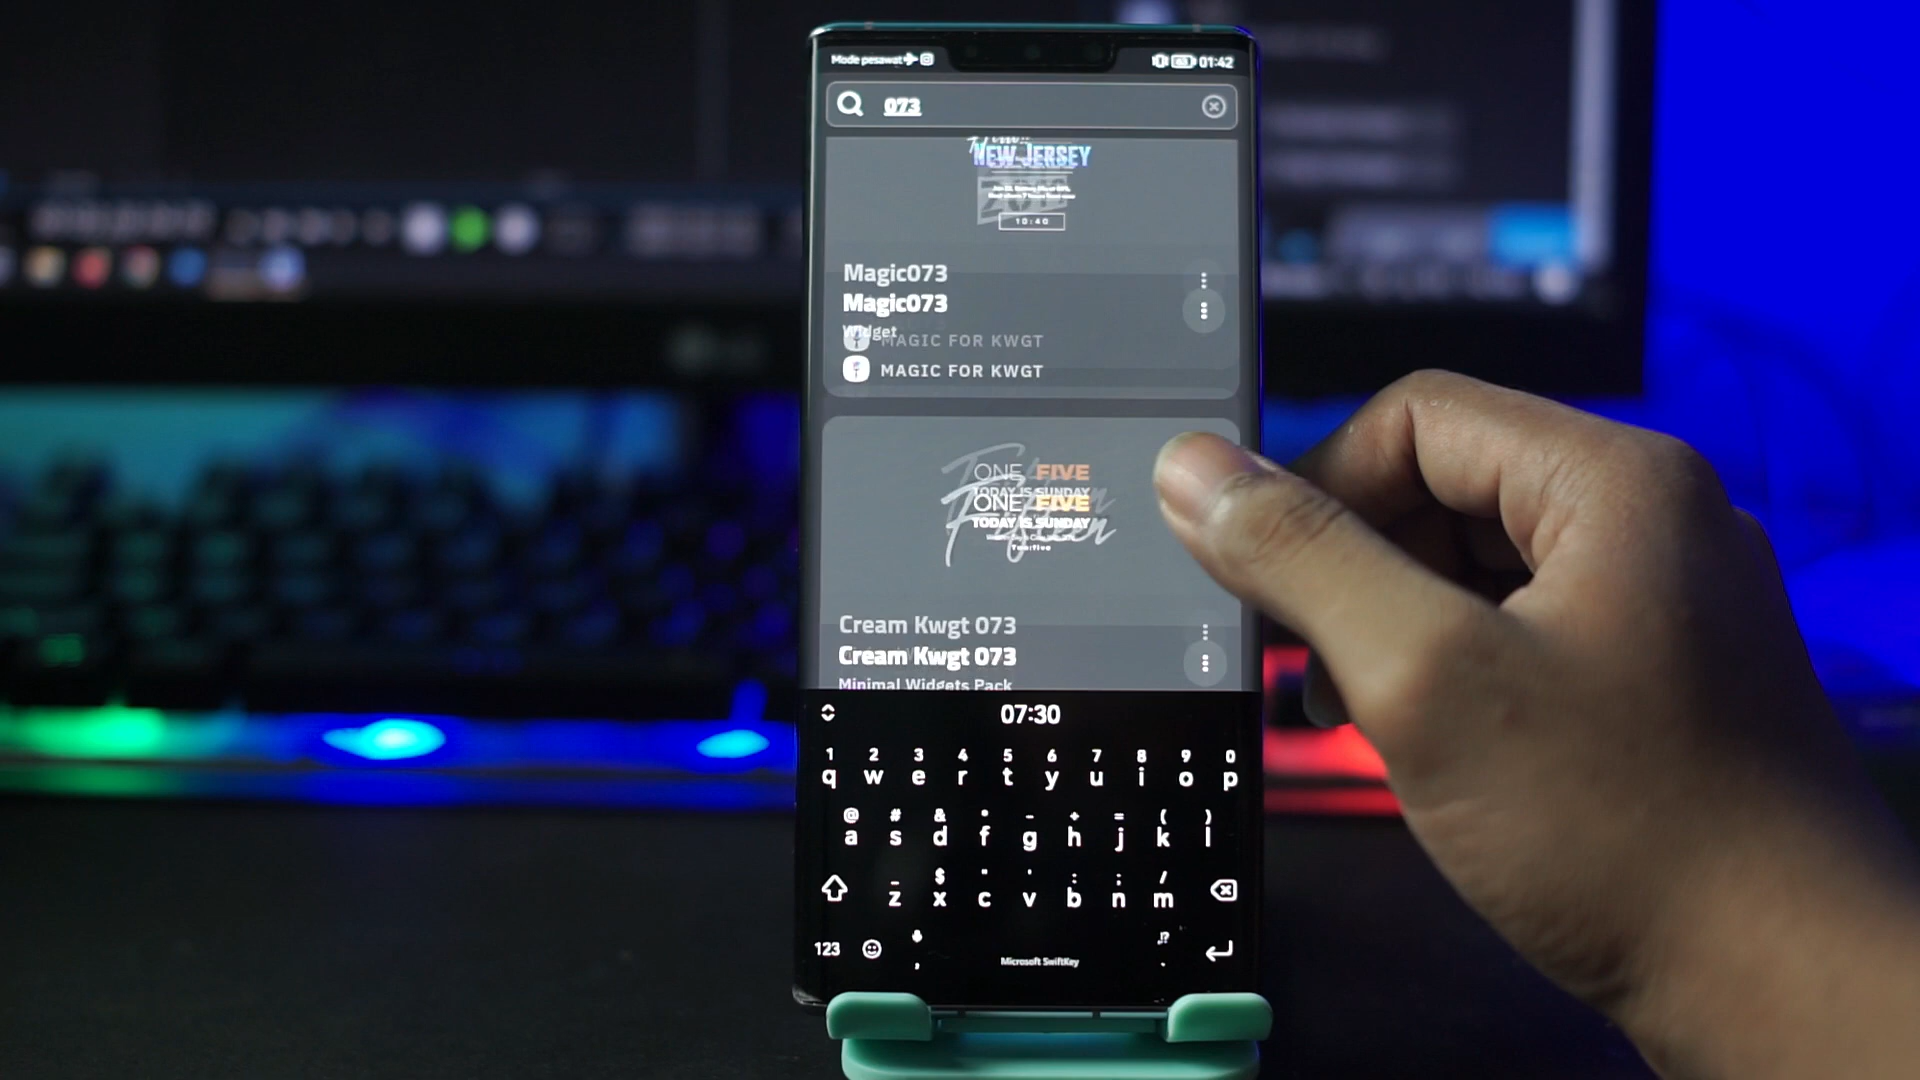 Mode pesawat
01:42
073
NEW JERSEY
10:40
Magic073
Magic073
Widget
MAGIC FOR KWGT
MAGIC FOR KWGT
Fifteen
ONE FIVE
TODAY IS SUNDAY
ONE FIVE
TODAY IS SUNDAY
Cream Kwgt 073
Cream Kwgt 073
Minimal Widgets Pack
07:30
1 2 3 4 5 6 7 8 9 0
q w e r t y u i o p
@ # & * - + = ( )
a s d f g h j k l
_ $ " ' : ; /
z x c v b n m
123 , !? .
Microsoft SwiftKey